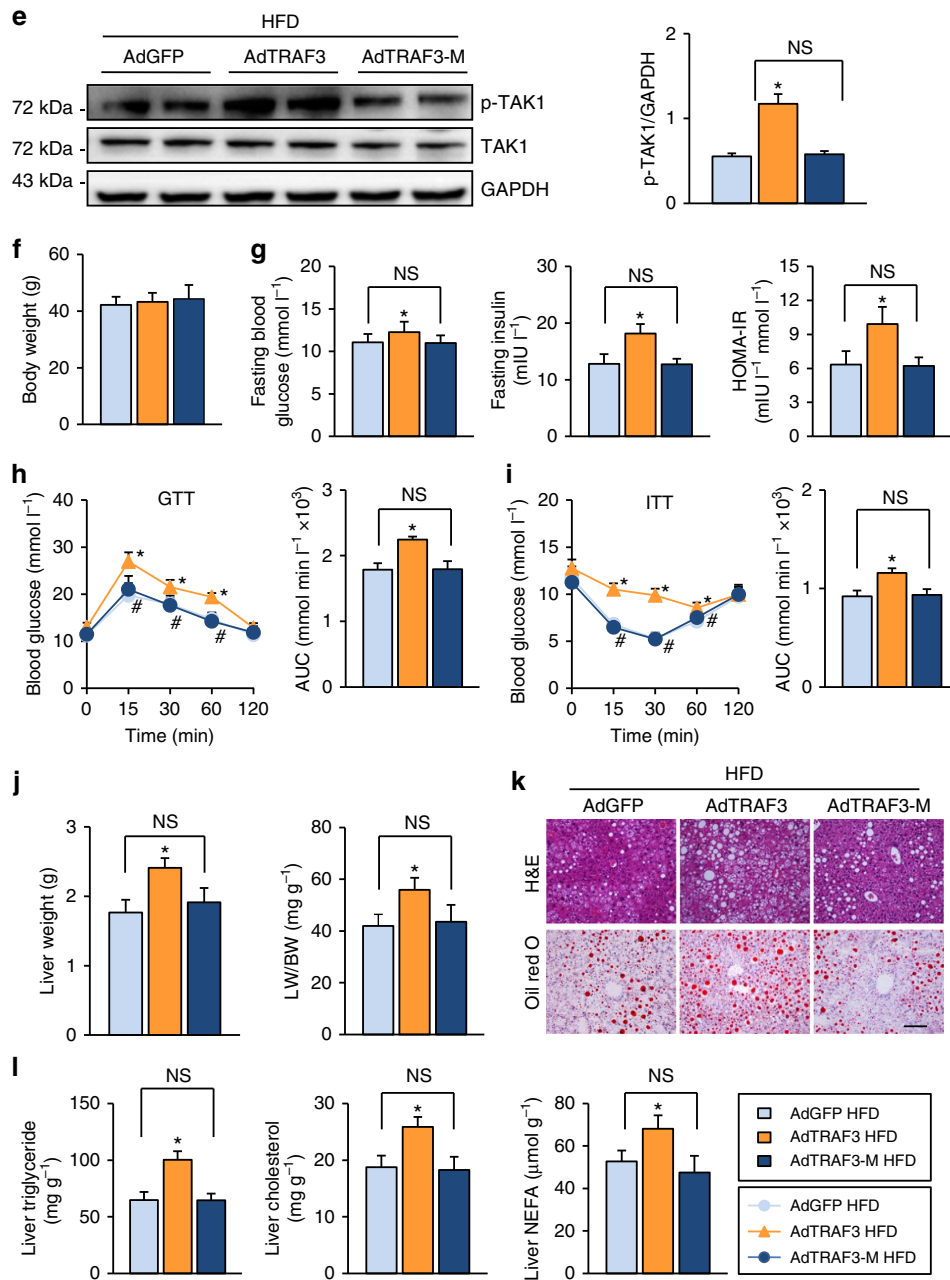 e
HFD
AdGFP AdTRAF3 AdTRAF3-M
72 kDa - p-TAK1
72 kDa - TAK1
43 kDa - GAPDH
p-TAK1/GAPDH
2
1
0
NS
*
f
Body weight (g)
60
40
20
0
g
Fasting blood
glucose (mmol l⁻¹)
20
15
10
5
0
NS
*
Fasting insulin
(mIU l⁻¹)
30
20
10
0
NS
*
HOMA-IR
(mIU l⁻¹ mmol l⁻¹)
15
12
9
6
3
0
NS
*
h
GTT
Blood glucose (mmol l⁻¹)
40
30
20
10
0
* * *
# # #
0 15 30 60 120
Time (min)
AUC (mmol min l⁻¹ ×10³)
3
2
1
0
NS
*
i
ITT
Blood glucose (mmol l⁻¹)
20
15
10
5
0
* * *
# # #
0 15 30 60 120
Time (min)
AUC (mmol min l⁻¹ ×10³)
2
1
0
NS
*
j
Liver weight (g)
3
2
1
0
NS
*
LW/BW (mg g⁻¹)
80
60
40
20
0
NS
*
k
HFD
AdGFP AdTRAF3 AdTRAF3-M
H&E
Oil red O
l
Liver triglyceride
(mg g⁻¹)
150
100
50
0
NS
*
Liver cholesterol
(mg g⁻¹)
30
20
10
0
NS
*
Liver NEFA (μmol g⁻¹)
80
60
40
20
0
NS
*
AdGFP HFD
AdTRAF3 HFD
AdTRAF3-M HFD
AdGFP HFD
AdTRAF3 HFD
AdTRAF3-M HFD